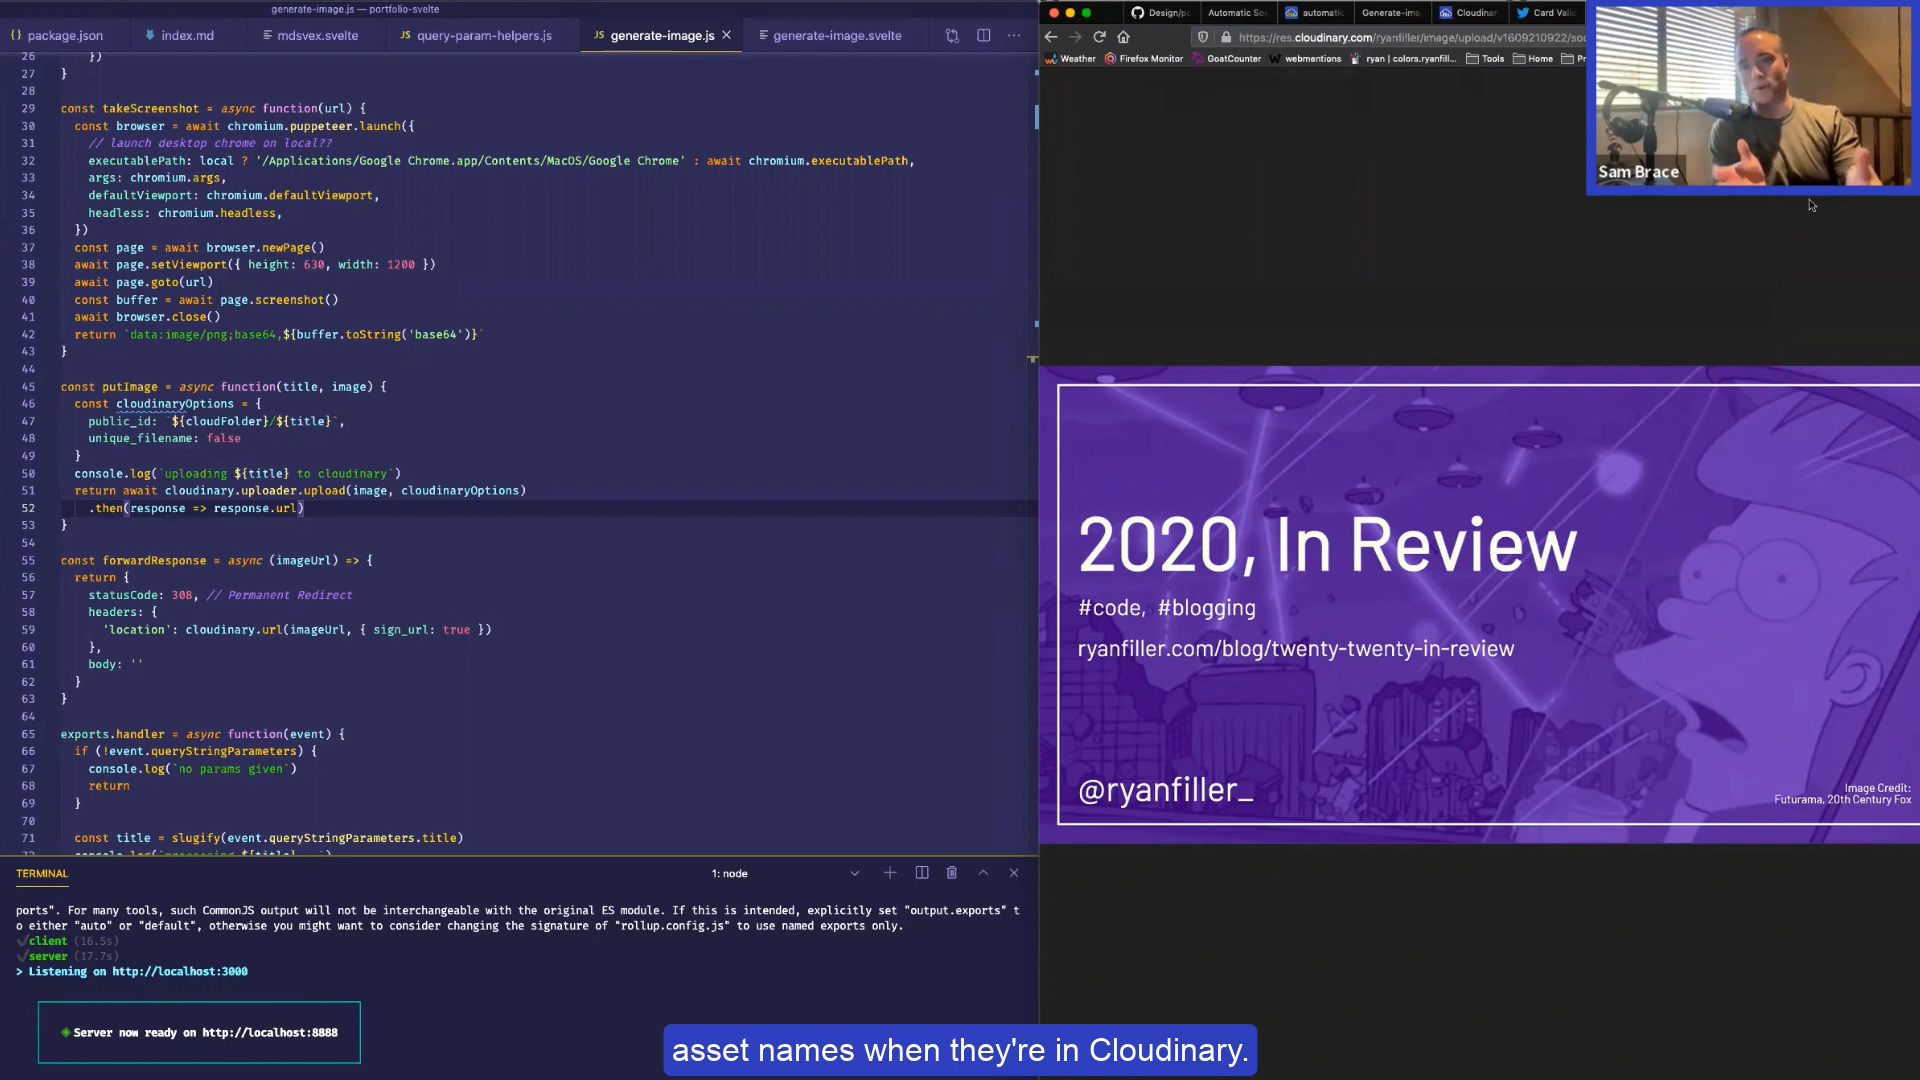 generate-image.js — portfolio-svelte
package.json
index.md
mdsvex.svelte
JS query-param-helpers.js
JS generate-image.js
generate-image.svelte
26 })
27 }
28
29 const takeScreenshot = async function(url) {
30 const browser = await chromium.puppeteer.launch({
31 // launch desktop chrome on local??
32 executablePath: local ? '/Applications/Google Chrome.app/Contents/MacOS/Google Chrome' : await chromium.executablePath,
33 args: chromium.args,
34 defaultViewport: chromium.defaultViewport,
35 headless: chromium.headless,
36 })
37 const page = await browser.newPage()
38 await page.setViewport({ height: 630, width: 1200 })
39 await page.goto(url)
40 const buffer = await page.screenshot()
41 await browser.close()
42 return `data:image/png;base64,${buffer.toString('base64')}`
43 }
44
45 const putImage = async function(title, image) {
46 const cloudinaryOptions = {
47 public_id: `${cloudFolder}/${title}`,
48 unique_filename: false
49 }
50 console.log(`uploading ${title} to cloudinary`)
51 return await cloudinary.uploader.upload(image, cloudinaryOptions)
52 .then(response => response.url)
53 }
54
55 const forwardResponse = async (imageUrl) => {
56 return {
57 statusCode: 308, // Permanent Redirect
58 headers: {
59 'location': cloudinary.url(imageUrl, { sign_url: true })
60 },
61 body: ''
62 }
63 }
64
65 exports.handler = async function(event) {
66 if (!event.queryStringParameters) {
67 console.log(`no params given`)
68 return
69 }
70
71 const title = slugify(event.queryStringParameters.title)
TERMINAL
1: node
ports". For many tools, such CommonJS output will not be interchangeable with the original ES module. If this is intended, explicitly set "output.exports" t
o either "auto" or "default", otherwise you might want to consider changing the signature of "rollup.config.js" to use named exports only.
✓client (16.5s)
✓server (17.7s)
> Listening on http://localhost:3000
Server now ready on http://localhost:8888
Design/p
Automatic So
automatic
Generate-ima
Cloudinar
Card Valid
https://res.cloudinary.com/ryanfiller/image/upload/v1609210922/soc
Weather
Firefox Monitor
GoatCounter
webmentions
ryan | colors.ryanfill...
Tools
Home
Pr
Sam Brace
2020, In Review
#code, #blogging
ryanfiller.com/blog/twenty-twenty-in-review
@ryanfiller_
Image Credit:
Futurama, 20th Century Fox
asset names when they're in Cloudinary.